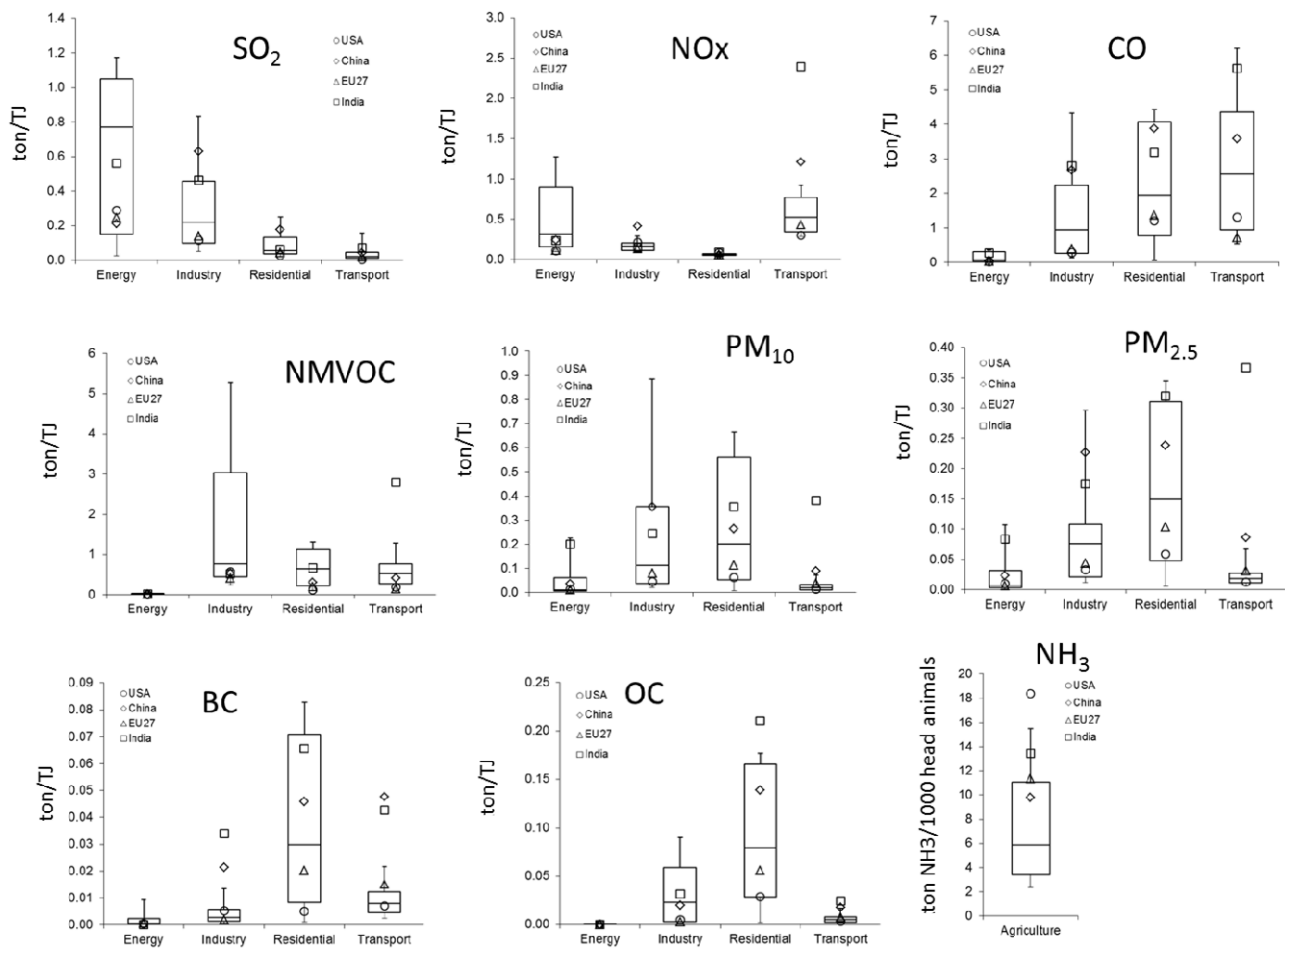 SO2
ton/TJ
1.4
1.2
1.0
0.8
0.6
0.4
0.2
0.0
USA
China
EU27
India
Energy Industry Residential Transport
NOx
ton/TJ
3.0
2.5
2.0
1.5
1.0
0.5
0.0
USA
China
EU27
India
Energy Industry Residential Transport
CO
ton/TJ
7
6
5
4
3
2
1
0
USA
China
EU27
India
Energy Industry Residential Transport
NMVOC
ton/TJ
6
5
4
3
2
1
0
USA
China
EU27
India
Energy Industry Residential Transport
PM10
ton/TJ
1.0
0.9
0.8
0.7
0.6
0.5
0.4
0.3
0.2
0.1
0.0
USA
China
EU27
India
Energy Industry Residential Transport
PM2.5
ton/TJ
0.40
0.35
0.30
0.25
0.20
0.15
0.10
0.05
0.00
USA
China
EU27
India
Energy Industry Residential Transport
BC
ton/TJ
0.09
0.08
0.07
0.06
0.05
0.04
0.03
0.02
0.01
0.00
USA
China
EU27
India
Energy Industry Residential Transport
OC
ton/TJ
0.25
0.20
0.15
0.10
0.05
0.00
USA
China
EU27
India
Energy Industry Residential Transport
NH3
ton NH3/1000 head animals
20
18
16
14
12
10
8
6
4
2
0
USA
China
EU27
India
Agriculture